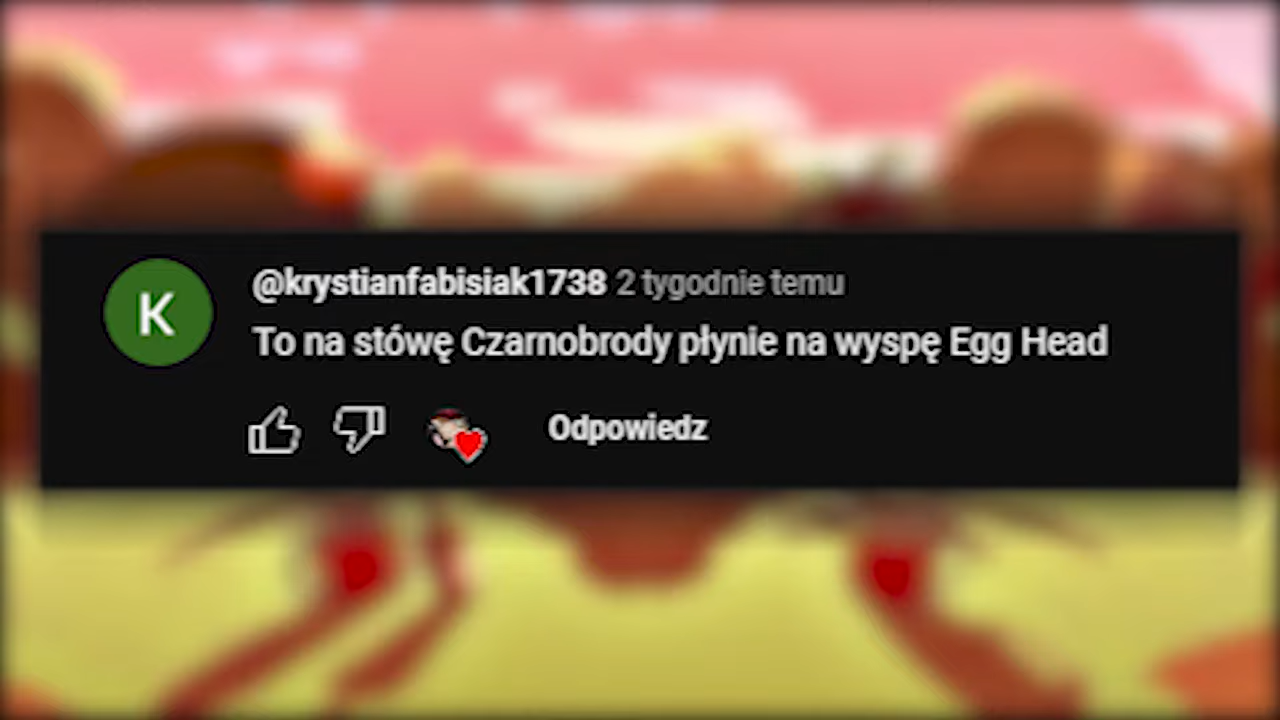 K
@krystianfabisiak1738 2 tygodnie temu
To na stówę Czarnobrody płynie na wyspę Egg Head
Odpowiedz